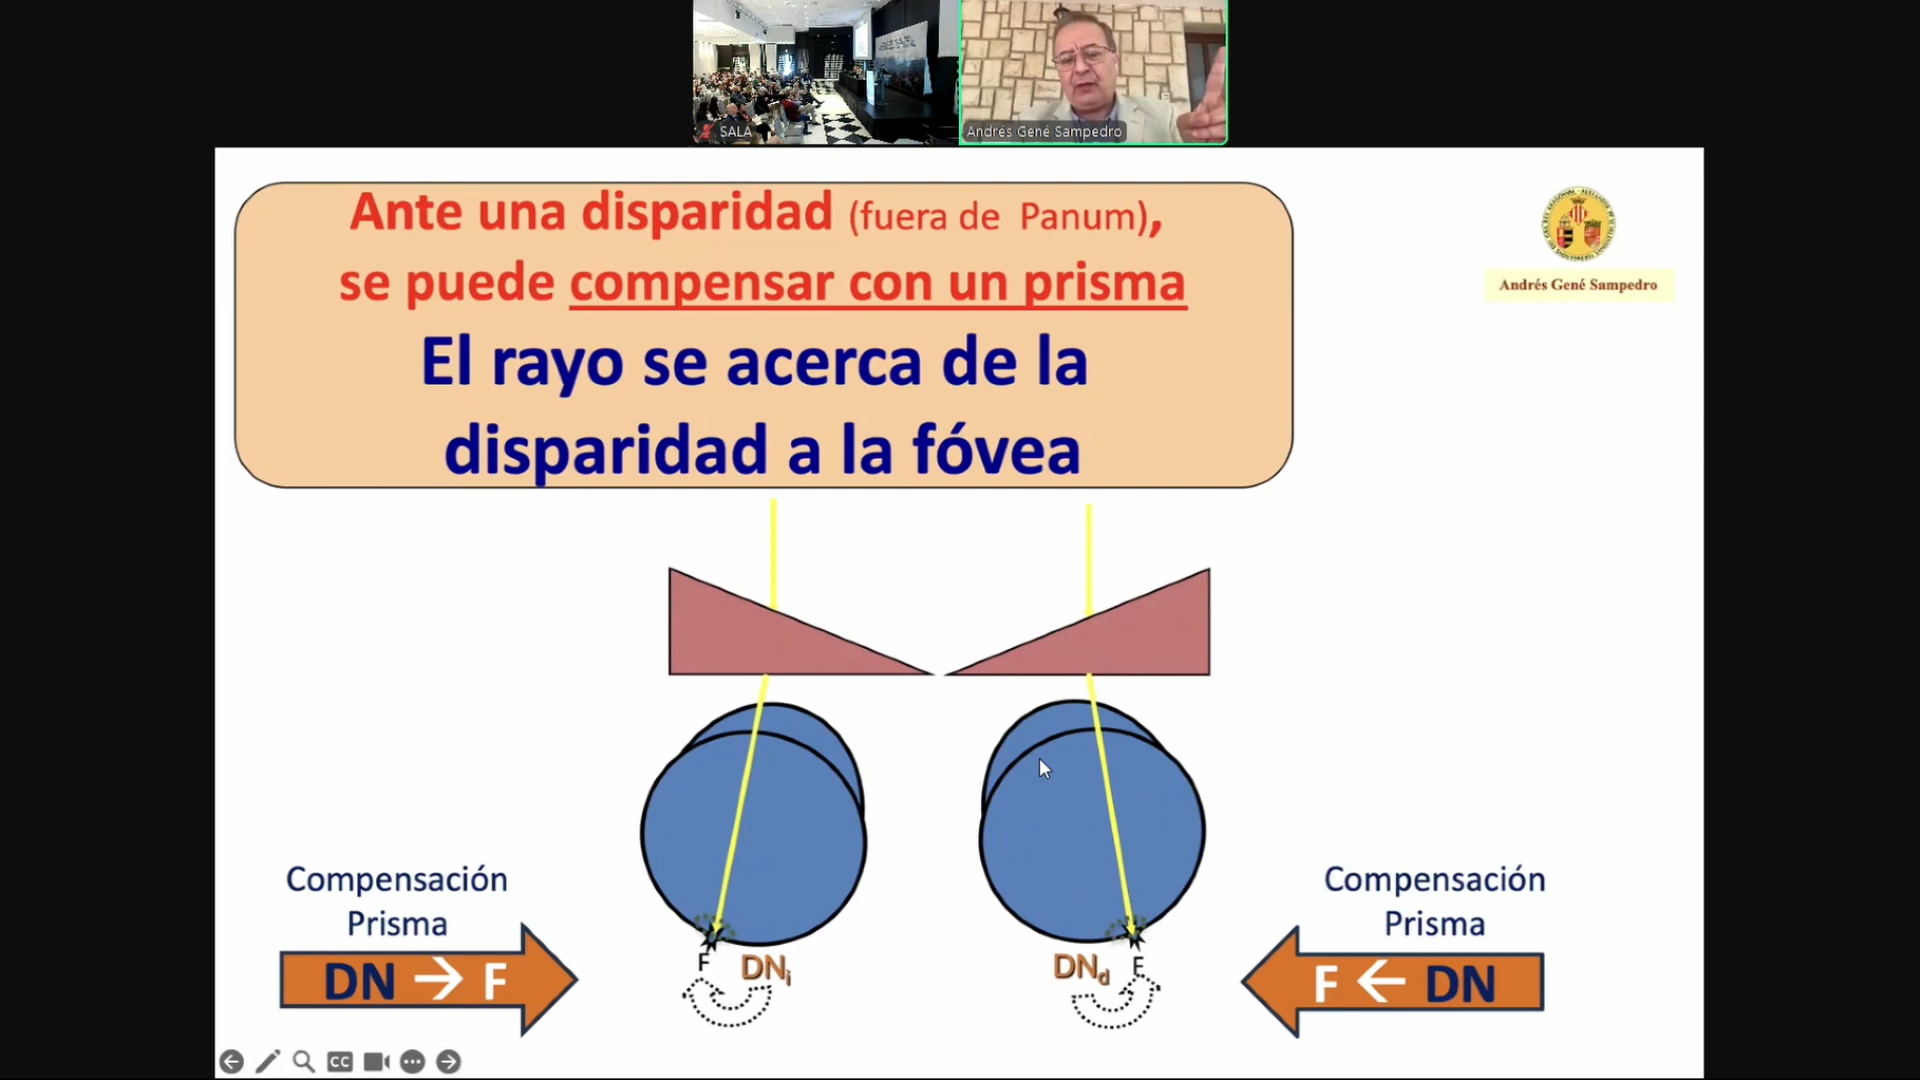 SALA
Andrés Gené Sampedro
Ante una disparidad (fuera de Panum),
se puede compensar con un prisma
El rayo se acerca de la
disparidad a la fóvea
Andrés Gené Sampedro
Compensación
Prisma
DN → F
F DNi
DNd F
Compensación
Prisma
F ← DN
CC